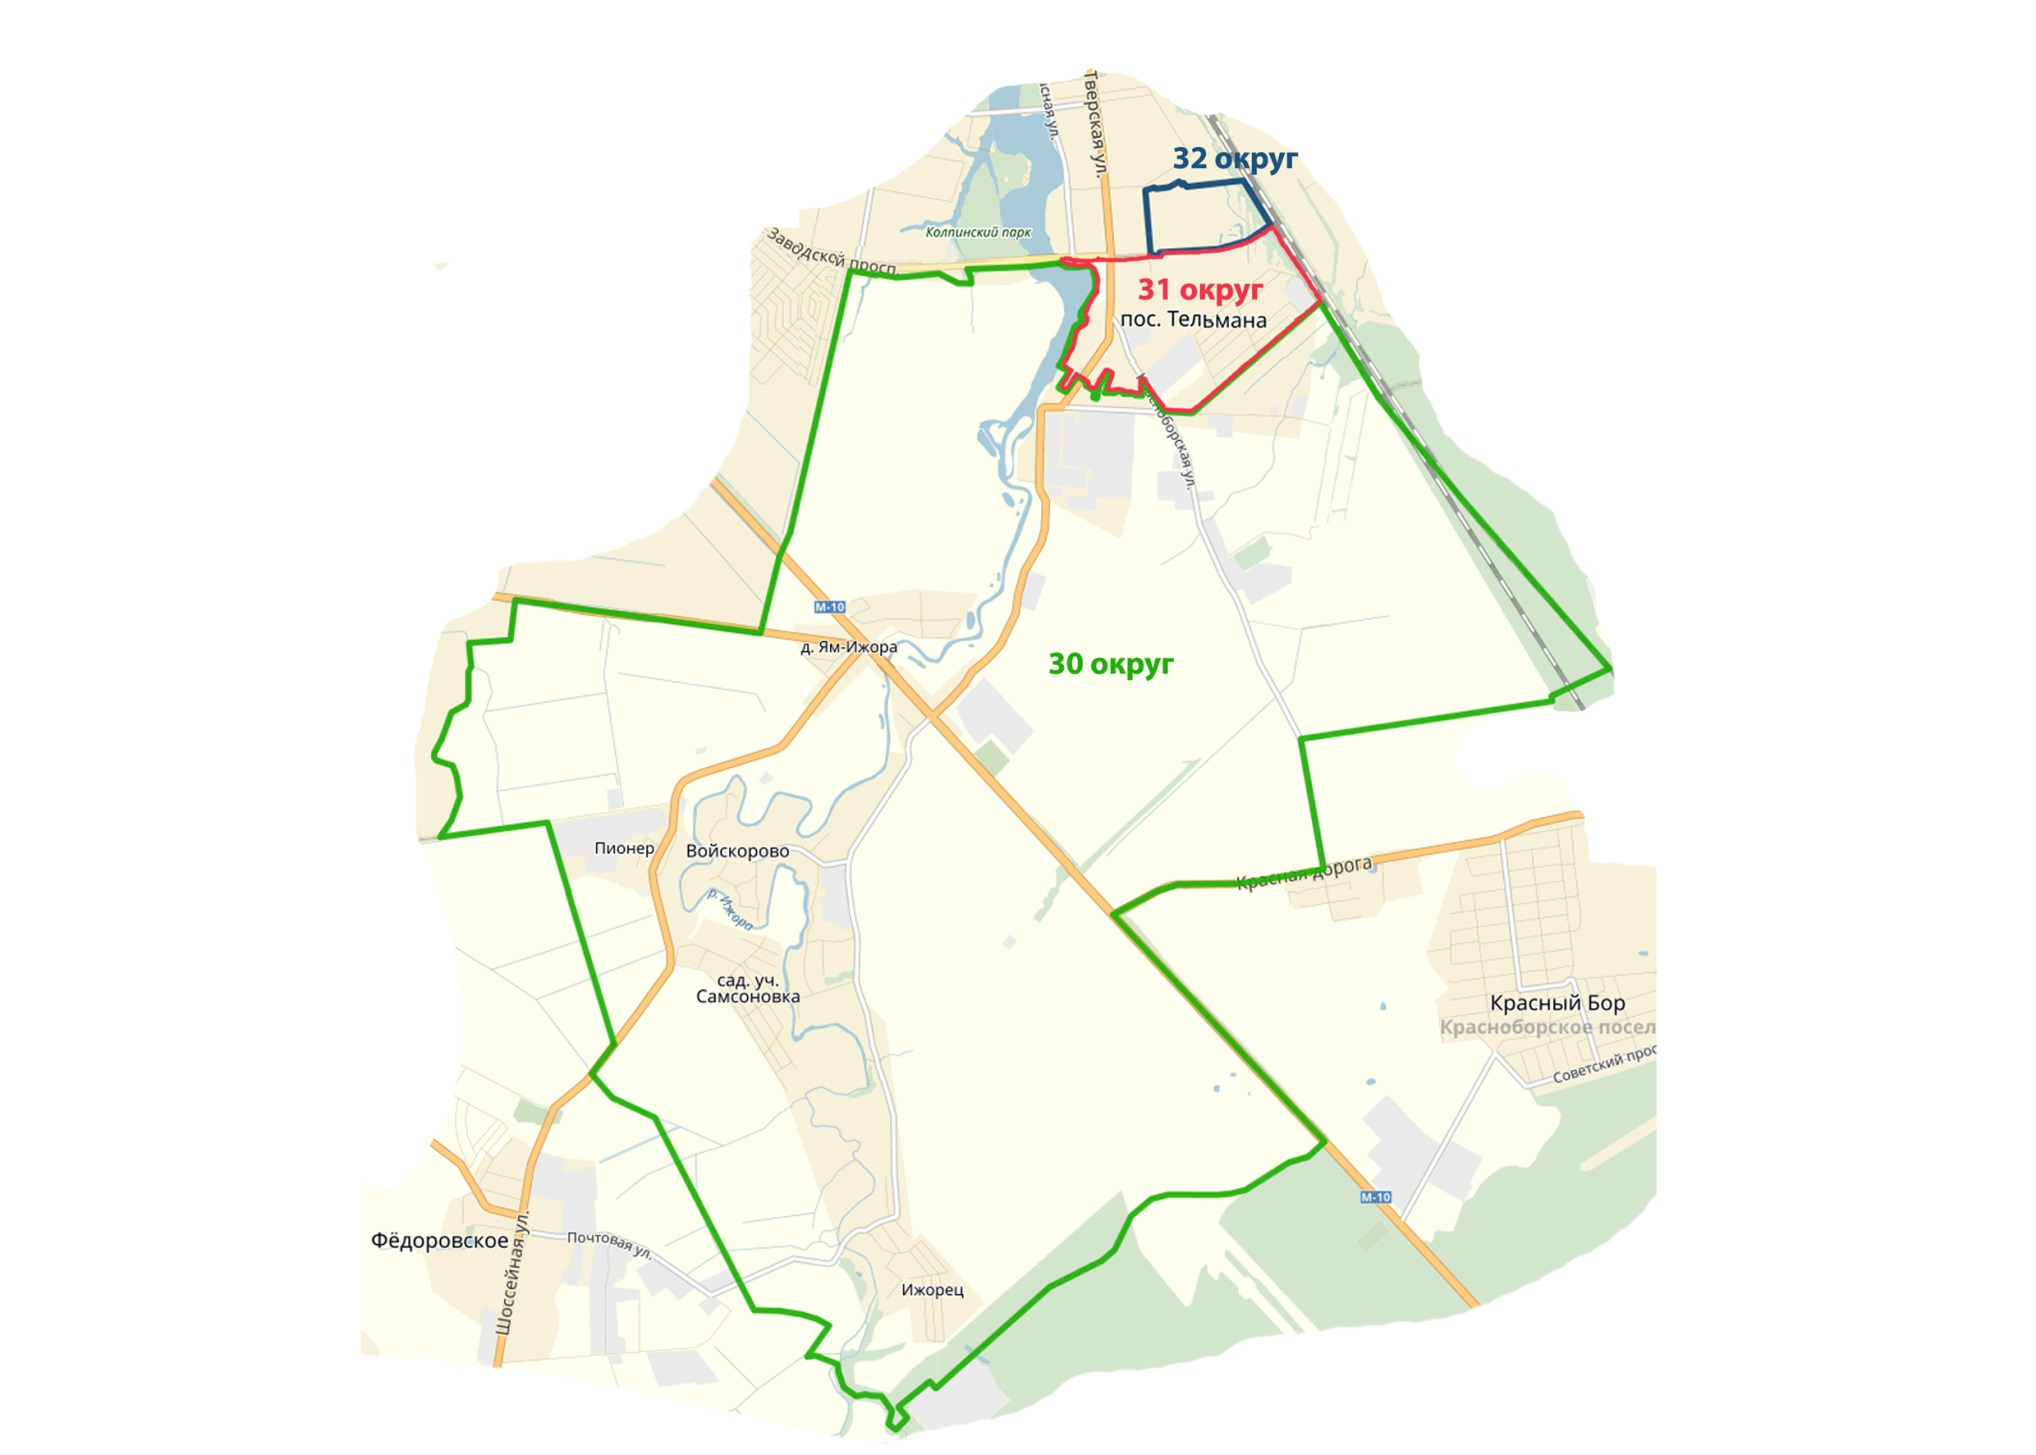 Тверская ул.
32 округ
Колпинский парк
Заводской просп.
31 округ
пос. Тельмана
Красноборская ул.
М-10
д. Ям-Ижора
30 округ
Пионер
Войскорово
Красная дорога
р. Ижора
сад. уч.
Самсоновка
Красный Бор
Красноборское посел
Советский прос
М-10
Фёдоровское
Шоссейная ул.
Почтовая ул.
Ижорец